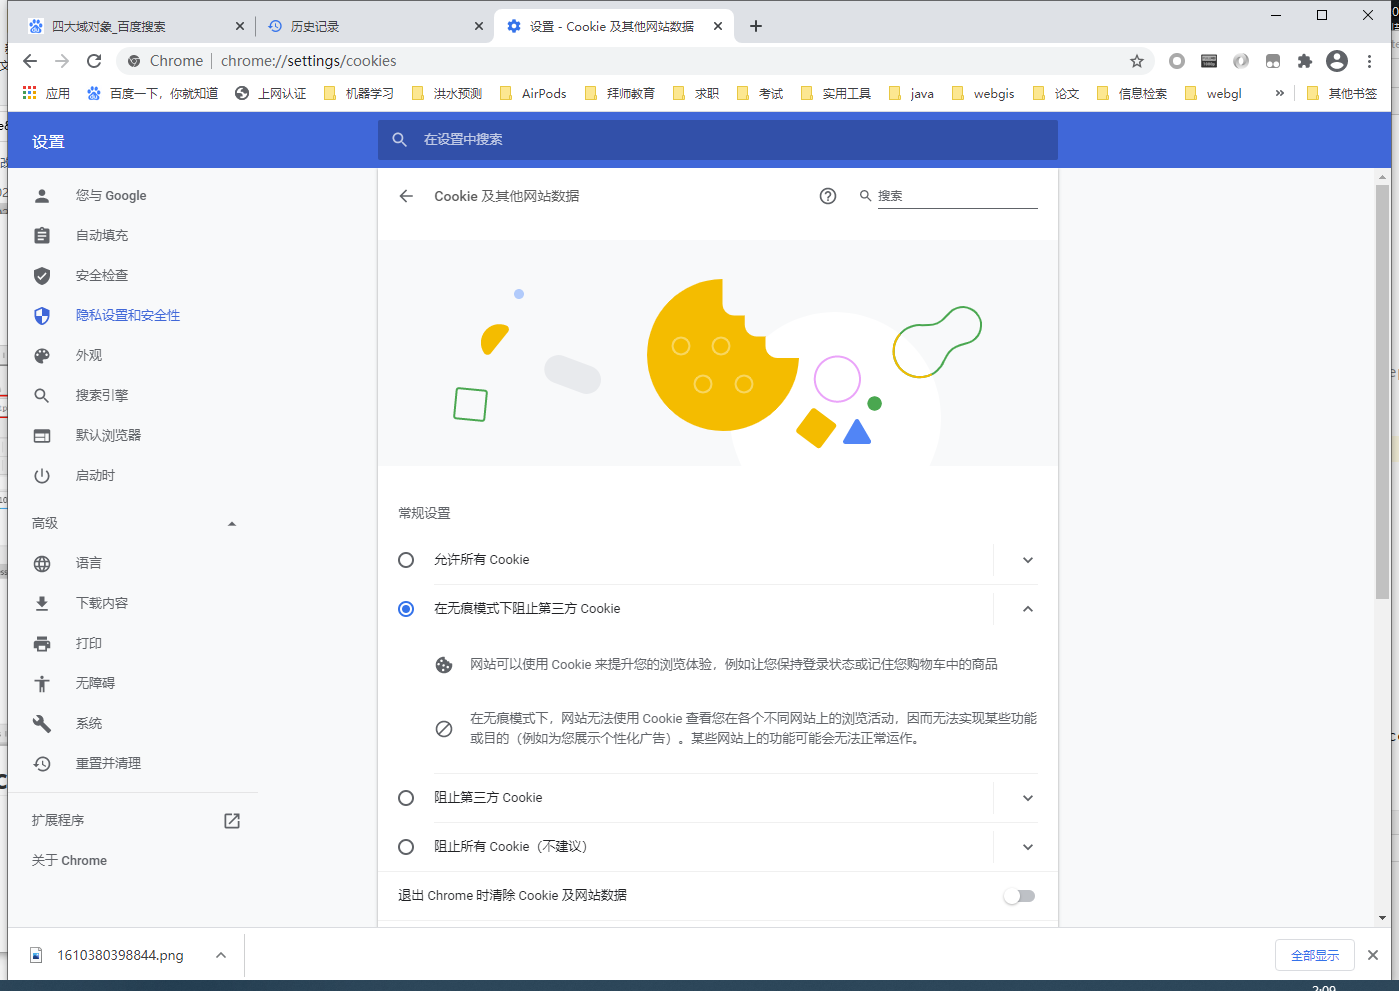 四大域对象_百度搜索
历史记录
设置 - Cookie 及其他网站数据
Chrome | chrome://settings/cookies
应用 百度一下，你就知道 上网认证 机器学习 洪水预测 AirPods 拜师教育 求职 考试 实用工具 java webgis 论文 信息检索 webgl » 其他书签
设置
在设置中搜索
您与 Google
自动填充
安全检查
隐私设置和安全性
外观
搜索引擎
默认浏览器
启动时
高级
语言
下载内容
打印
无障碍
系统
重置并清理
扩展程序
关于 Chrome
Cookie 及其他网站数据
搜索
常规设置
允许所有 Cookie
在无痕模式下阻止第三方 Cookie
网站可以使用 Cookie 来提升您的浏览体验，例如让您保持登录状态或记住您购物车中的商品
在无痕模式下，网站无法使用 Cookie 查看您在各个不同网站上的浏览活动，因而无法实现某些功能
或目的（例如为您展示个性化广告）。某些网站上的功能可能会无法正常运作。
阻止第三方 Cookie
阻止所有 Cookie（不建议）
退出 Chrome 时清除 Cookie 及网站数据
1610380398844.png
全部显示